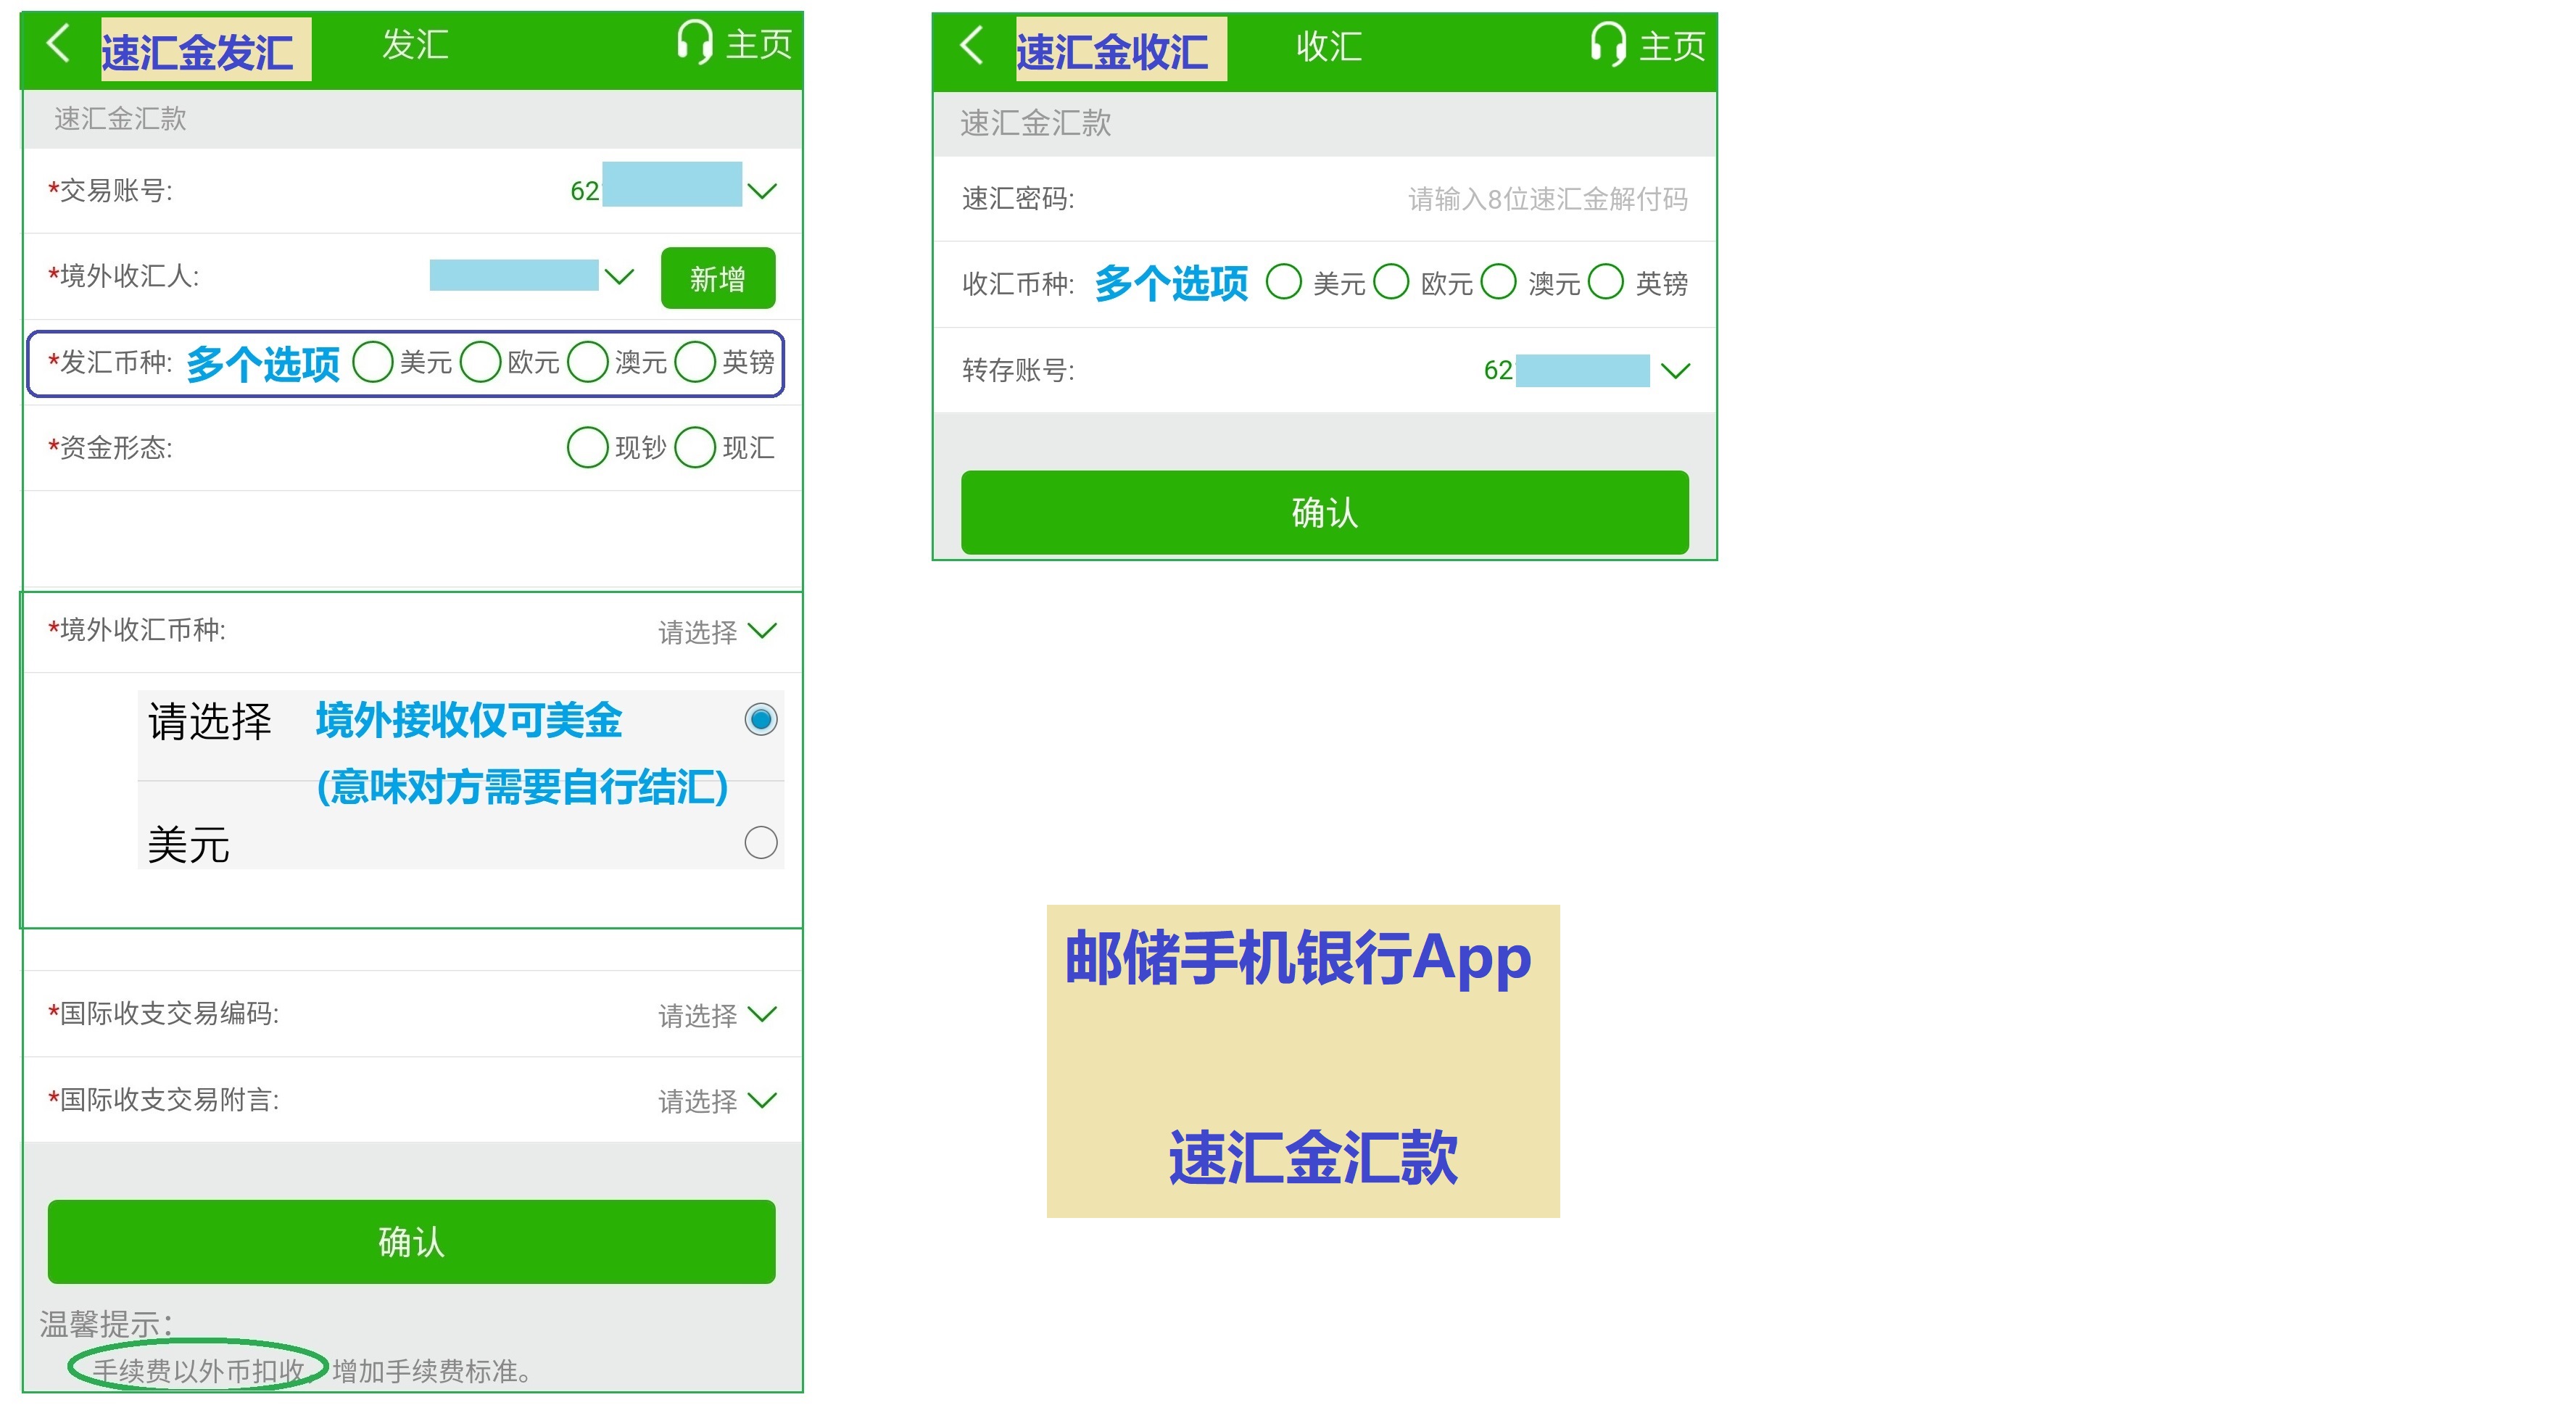 速汇金发汇 发汇 主页
速汇金汇款
*交易账号: 62
*境外收汇人: 新增
*发汇币种: 多个选项 美元 欧元 澳元 英镑
*资金形态: 现钞 现汇
*境外收汇币种: 请选择
请选择 境外接收仅可美金
(意味对方需要自行结汇)
美元
*国际收支交易编码: 请选择
*国际收支交易附言: 请选择
确认
温馨提示：
手续费以外币扣收，增加手续费标准。
速汇金收汇 收汇 主页
速汇金汇款
速汇密码: 请输入8位速汇金解付码
收汇币种: 多个选项 美元 欧元 澳元 英镑
转存账号: 62
确认
邮储手机银行App
速汇金汇款